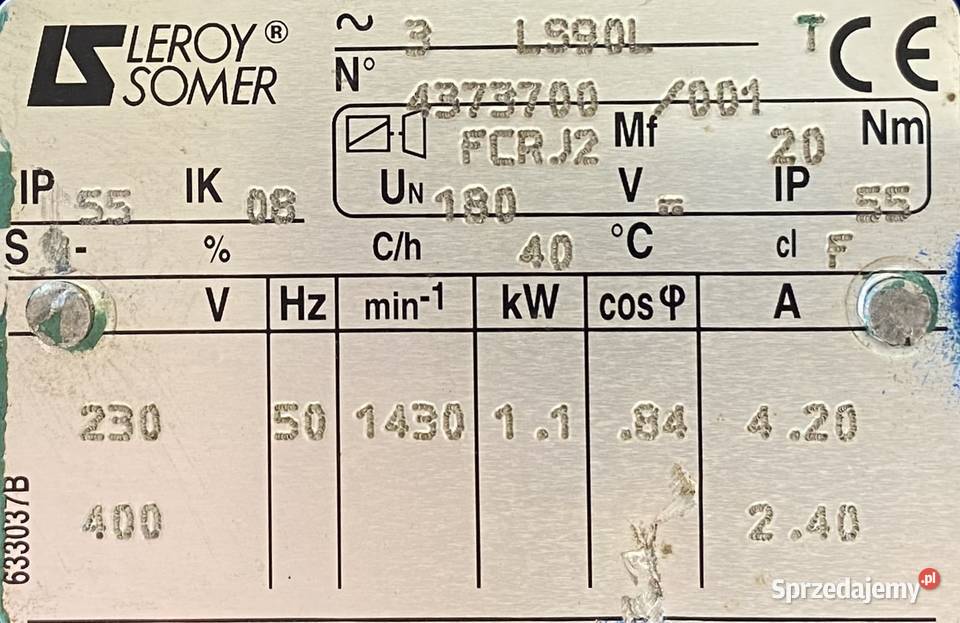 LEROY® ~ 3 LS90L T CE
SOMER N° 4373700 /001
FCRJ2 Mf 20 Nm
IP 55 IK 08 UN 180 V IP 55
S 1- % C/h 40 °C cl F
V Hz min-1 kW cosφ A
230 50 1430 1.1 .84 4.20
400 2.40
633037B
Sprzedajemy.pl